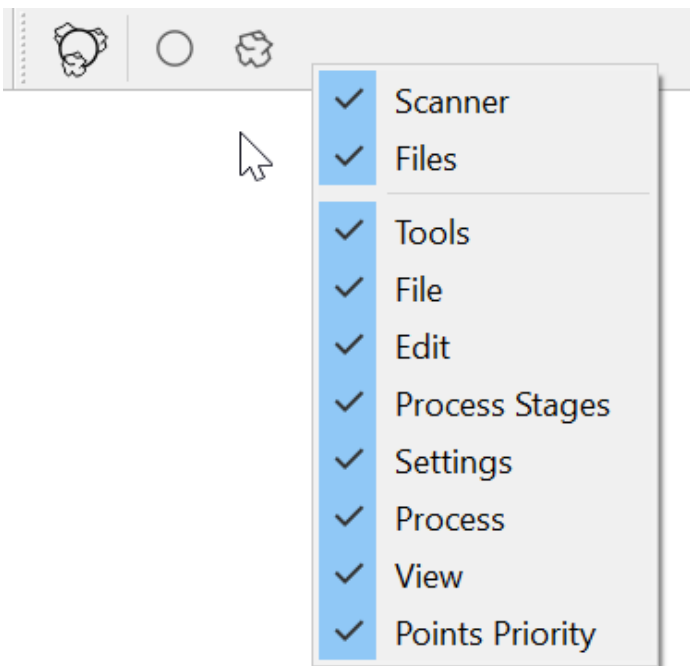 Scanner
Files
Tools
File
Edit
Process Stages
Settings
Process
View
Points Priority